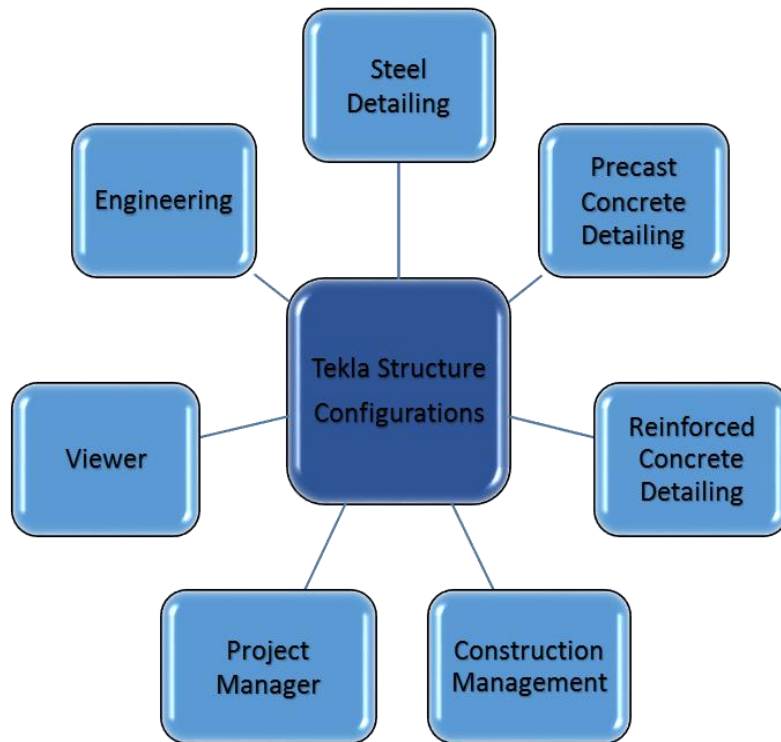 Steel
Detailing
Engineering
Precast
Concrete
Detailing
Tekla Structure
Configurations
Viewer
Reinforced
Concrete
Detailing
Project
Manager
Construction
Management